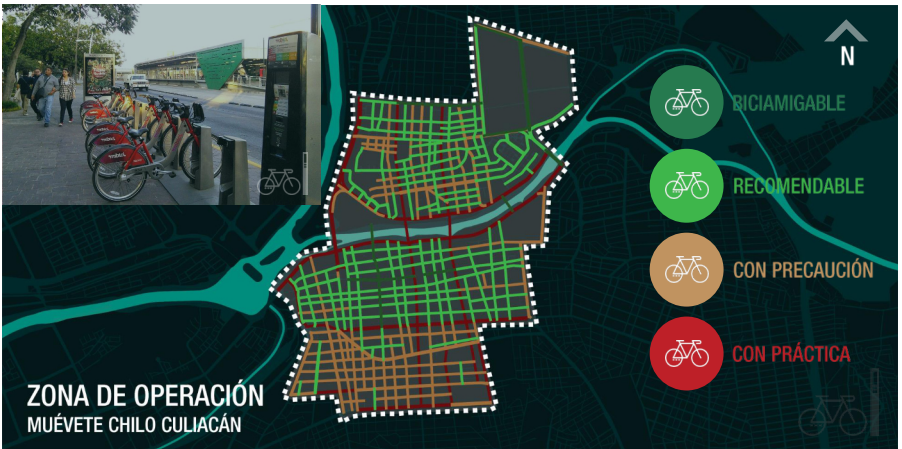 N
BICIAMIGABLE
RECOMENDABLE
CON PRECAUCIÓN
CON PRÁCTICA
ZONA DE OPERACIÓN
MUÉVETE CHILO CULIACÁN